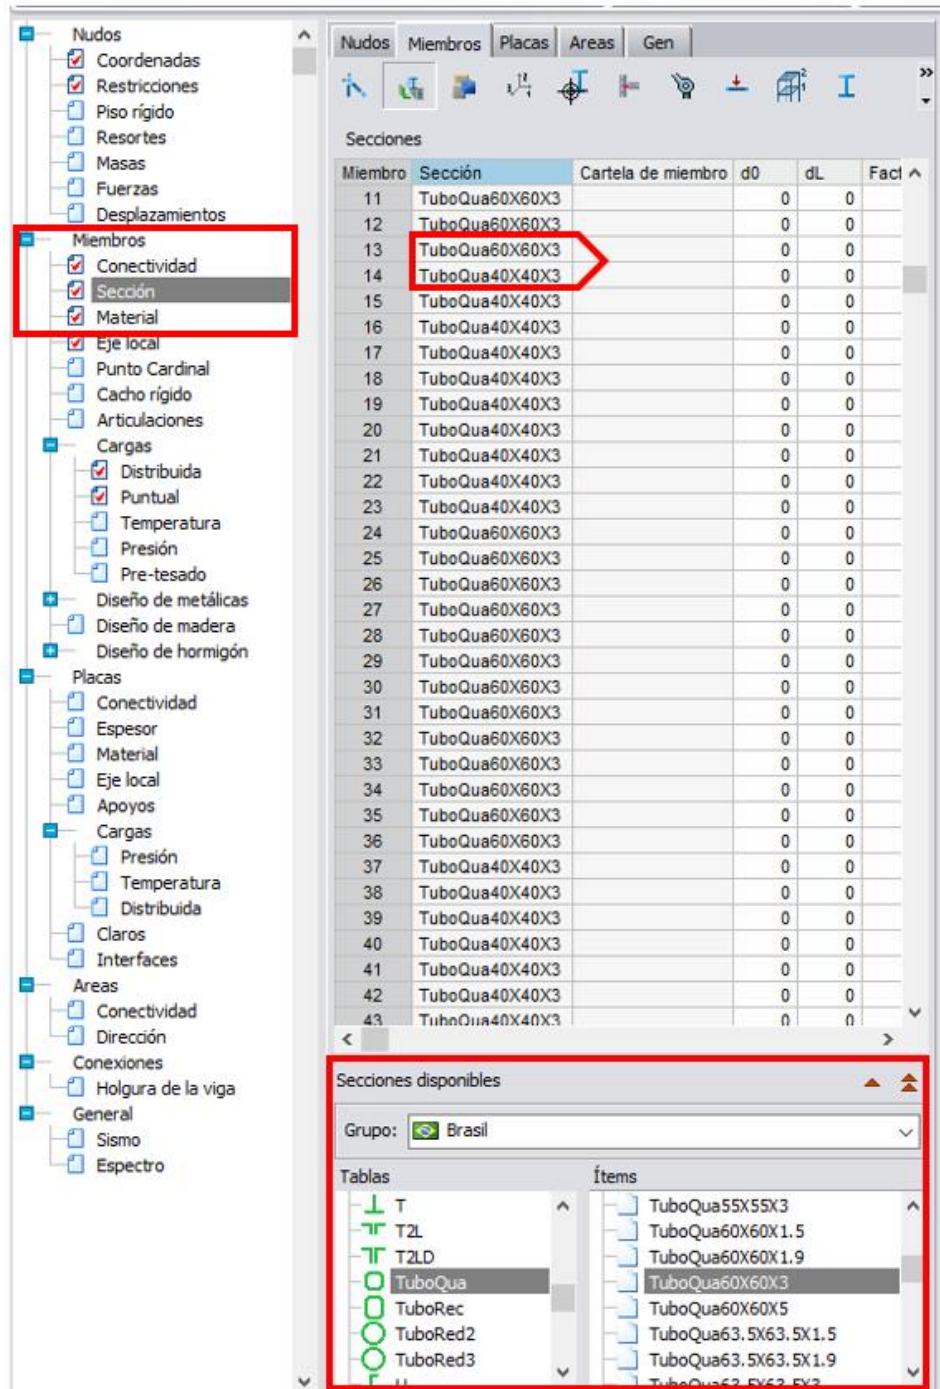 Nudos
Coordenadas
Restricciones
Piso rígido
Resortes
Masas
Fuerzas
Desplazamientos
Miembros
Conectividad
Sección
Material
Eje local
Punto Cardinal
Cacho rígido
Articulaciones
Cargas
Distribuida
Puntual
Temperatura
Presión
Pre-tesado
Diseño de metálicas
Diseño de madera
Diseño de hormigón
Placas
Conectividad
Espesor
Material
Eje local
Apoyos
Cargas
Presión
Temperatura
Distribuida
Claros
Interfaces
Areas
Conectividad
Dirección
Conexiones
Holgura de la viga
General
Sismo
Espectro
Nudos Miembros Placas Areas Gen
Secciones
Miembro Sección Cartela de miembro d0 dL Fact
11 TuboQua60X60X3 0 0
12 TuboQua60X60X3 0 0
13 TuboQua60X60X3 0 0
14 TuboQua40X40X3 0 0
15 TuboQua40X40X3 0 0
16 TuboQua40X40X3 0 0
17 TuboQua40X40X3 0 0
18 TuboQua40X40X3 0 0
19 TuboQua40X40X3 0 0
20 TuboQua40X40X3 0 0
21 TuboQua40X40X3 0 0
22 TuboQua40X40X3 0 0
23 TuboQua40X40X3 0 0
24 TuboQua60X60X3 0 0
25 TuboQua60X60X3 0 0
26 TuboQua60X60X3 0 0
27 TuboQua60X60X3 0 0
28 TuboQua60X60X3 0 0
29 TuboQua60X60X3 0 0
30 TuboQua60X60X3 0 0
31 TuboQua60X60X3 0 0
32 TuboQua60X60X3 0 0
33 TuboQua60X60X3 0 0
34 TuboQua60X60X3 0 0
35 TuboQua60X60X3 0 0
36 TuboQua60X60X3 0 0
37 TuboQua40X40X3 0 0
38 TuboQua40X40X3 0 0
39 TuboQua40X40X3 0 0
40 TuboQua40X40X3 0 0
41 TuboQua40X40X3 0 0
42 TuboQua40X40X3 0 0
43 TuboQua40X40X3 0 0
Secciones disponibles
Grupo: Brasil
Tablas
T
T2L
T2LD
TuboQua
TuboRec
TuboRed2
TuboRed3
Ítems
TuboQua55X55X3
TuboQua60X60X1.5
TuboQua60X60X1.9
TuboQua60X60X3
TuboQua60X60X5
TuboQua63.5X63.5X1.5
TuboQua63.5X63.5X1.9
TuboQua63.5X63.5X3